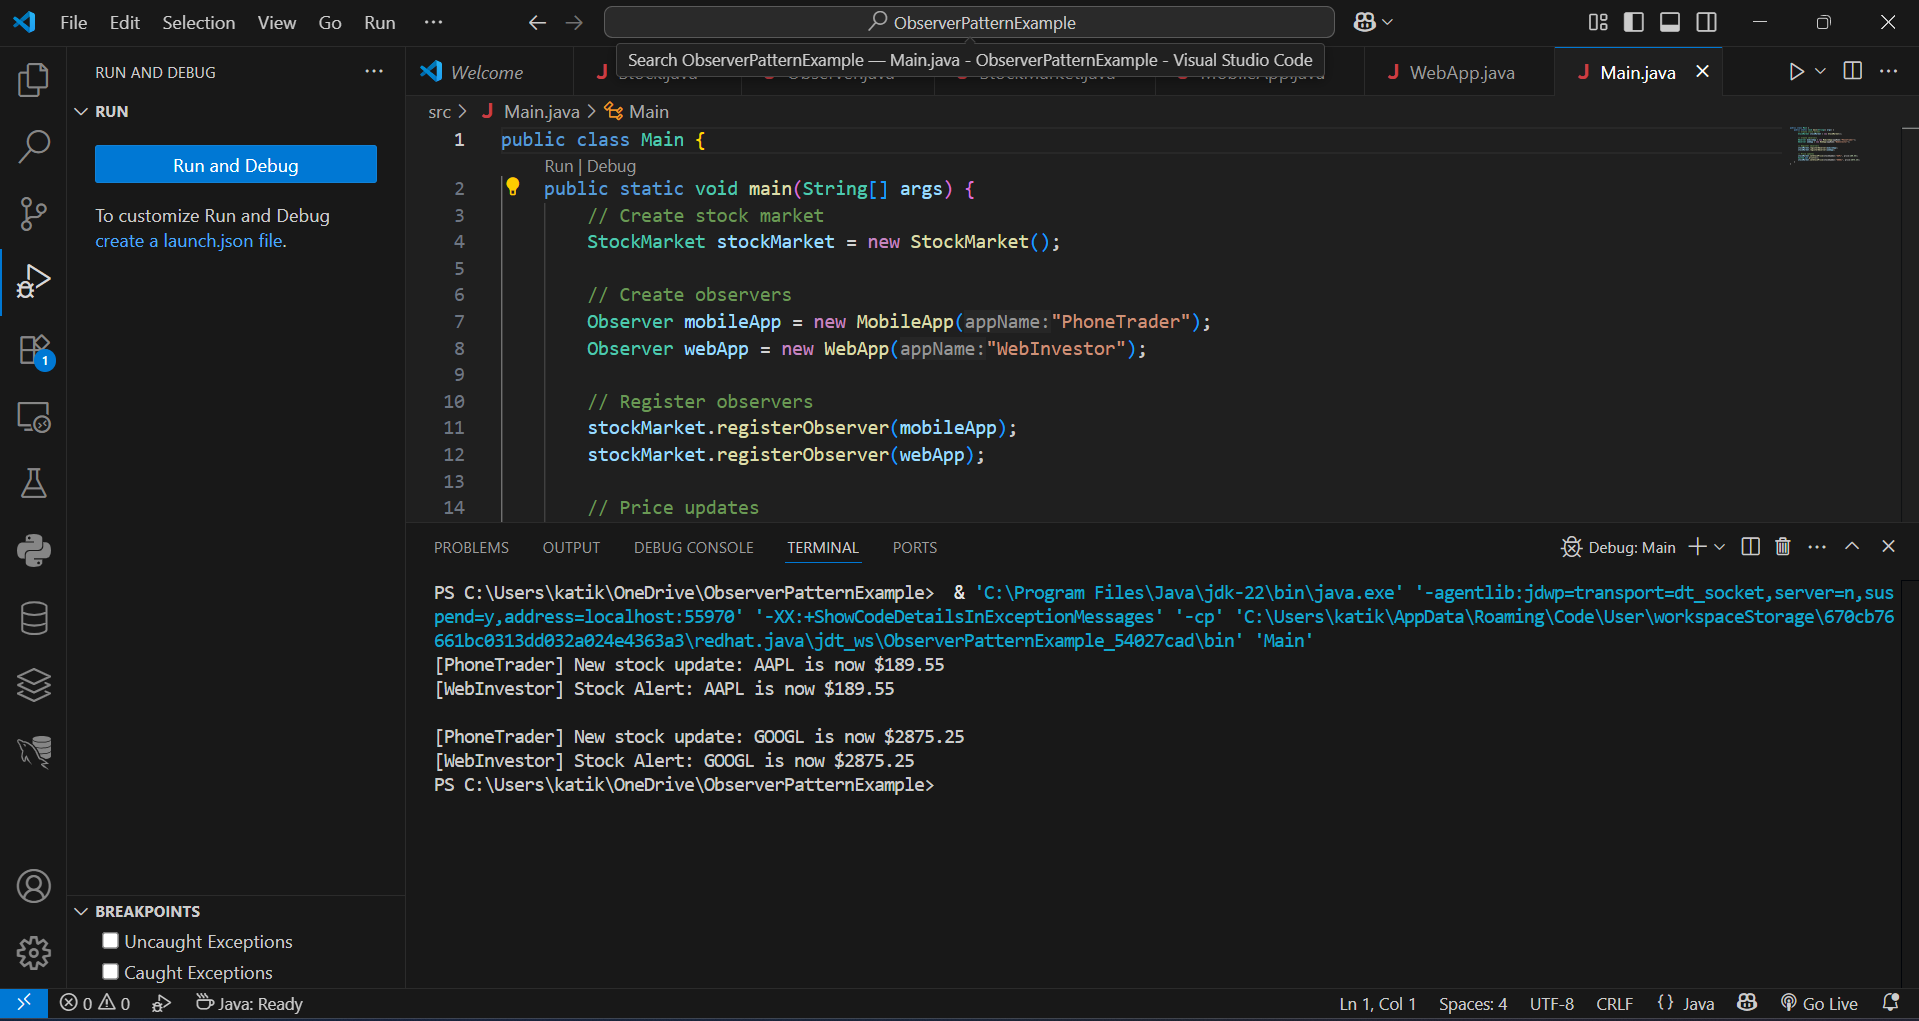 File Edit Selection View Go Run ···
ObserverPatternExample
Search ObserverPatternExample — Main.java - ObserverPatternExample - Visual Studio Code
RUN AND DEBUG
Welcome
WebApp.java
Main.java
RUN
src > Main.java > Main
Run and Debug
To customize Run and Debug
create a launch.json file.
1 public class Main {
Run | Debug
2 public static void main(String[] args) {
3 // Create stock market
4 StockMarket stockMarket = new StockMarket();
5
6 // Create observers
7 Observer mobileApp = new MobileApp(appName:"PhoneTrader");
8 Observer webApp = new WebApp(appName:"WebInvestor");
9
10 // Register observers
11 stockMarket.registerObserver(mobileApp);
12 stockMarket.registerObserver(webApp);
13
14 // Price updates
1
PROBLEMS OUTPUT DEBUG CONSOLE TERMINAL PORTS
Debug: Main
PS C:\Users\katik\OneDrive\ObserverPatternExample> & 'C:\Program Files\Java\jdk-22\bin\java.exe' '-agentlib:jdwp=transport=dt_socket,server=n,sus
pend=y,address=localhost:55970' '-XX:+ShowCodeDetailsInExceptionMessages' '-cp' 'C:\Users\katik\AppData\Roaming\Code\User\workspaceStorage\670cb76
661bc0313dd032a024e4363a3\redhat.java\jdt_ws\ObserverPatternExample_54027cad\bin' 'Main'
[PhoneTrader] New stock update: AAPL is now $189.55
[WebInvestor] Stock Alert: AAPL is now $189.55
[PhoneTrader] New stock update: GOOGL is now $2875.25
[WebInvestor] Stock Alert: GOOGL is now $2875.25
PS C:\Users\katik\OneDrive\ObserverPatternExample>
BREAKPOINTS
Uncaught Exceptions
Caught Exceptions
0 0 Java: Ready
Ln 1, Col 1 Spaces: 4 UTF-8 CRLF {} Java Go Live